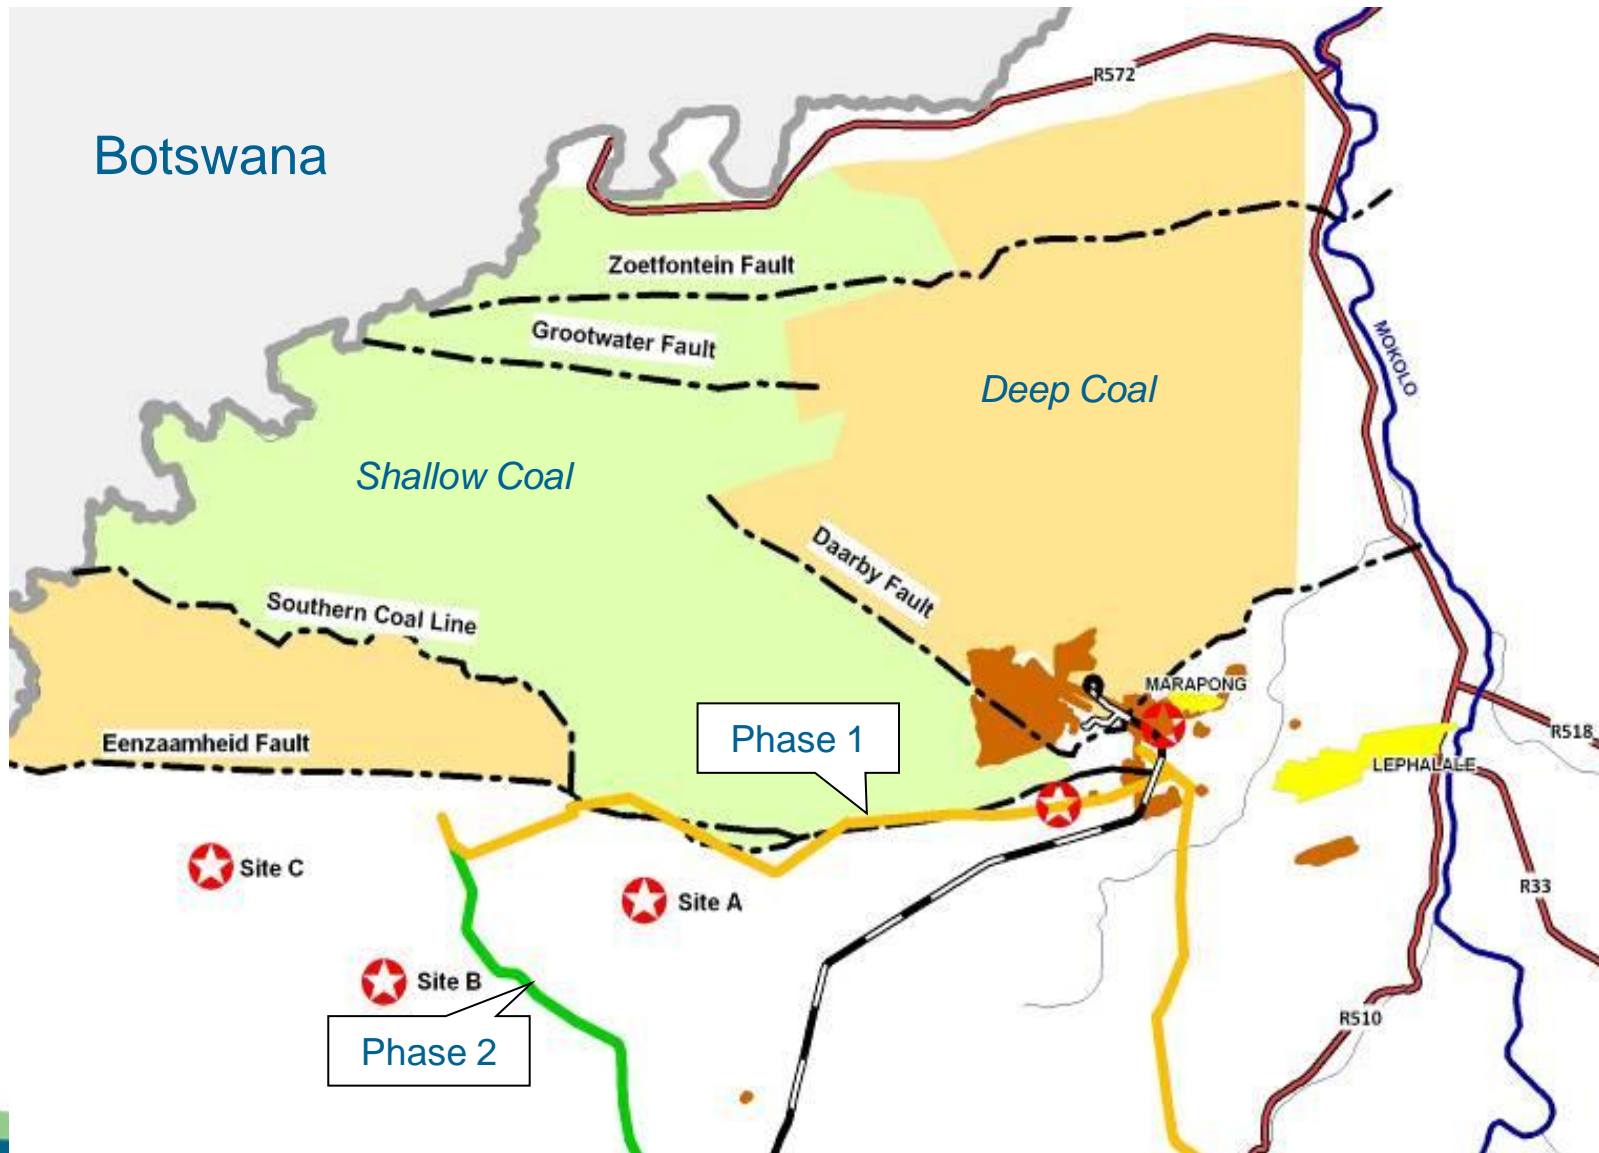 R572
Botswana
Zoetfontein Fault
Grootwater Fault
MOKOLO
Deep Coal
Shallow Coal
Daarby Fault
Southern Coal Line
MARAPONG
Phase 1
R518
Eenzaamheid Fault
LEPHALALE
Site C
R33
Site A
Site B
R510
Phase 2